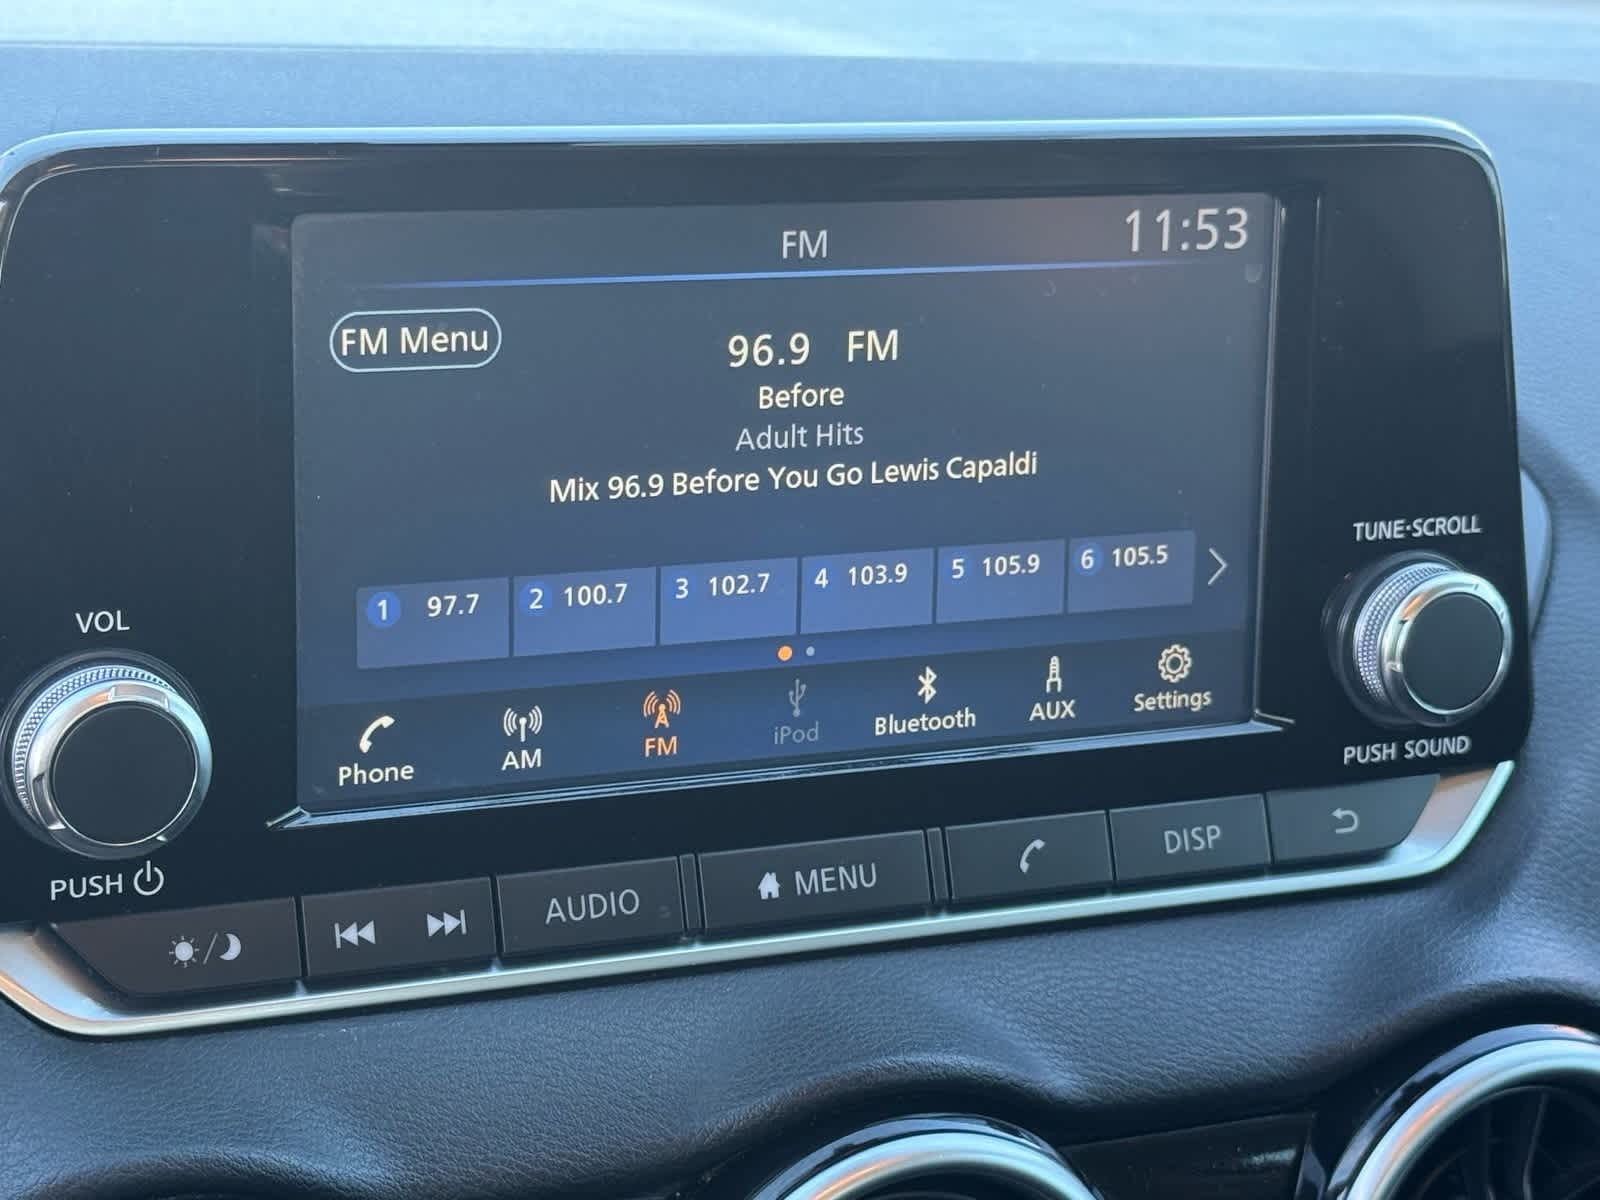 FM
11:53
FM Menu
96.9 FM
Before
Adult Hits
Mix 96.9 Before You Go Lewis Capaldi
1 97.7
2 100.7
3 102.7
4 103.9
5 105.9
6 105.5
Phone
AM
FM
iPod
Bluetooth
AUX
Settings
VOL
PUSH
TUNE·SCROLL
PUSH SOUND
AUDIO
MENU
DISP